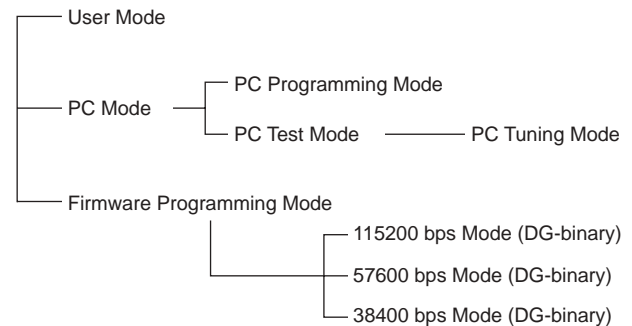 User Mode
PC Mode
PC Programming Mode
PC Test Mode
PC Tuning Mode
Firmware Programming Mode
115200 bps Mode (DG-binary)
57600 bps Mode (DG-binary)
38400 bps Mode (DG-binary)